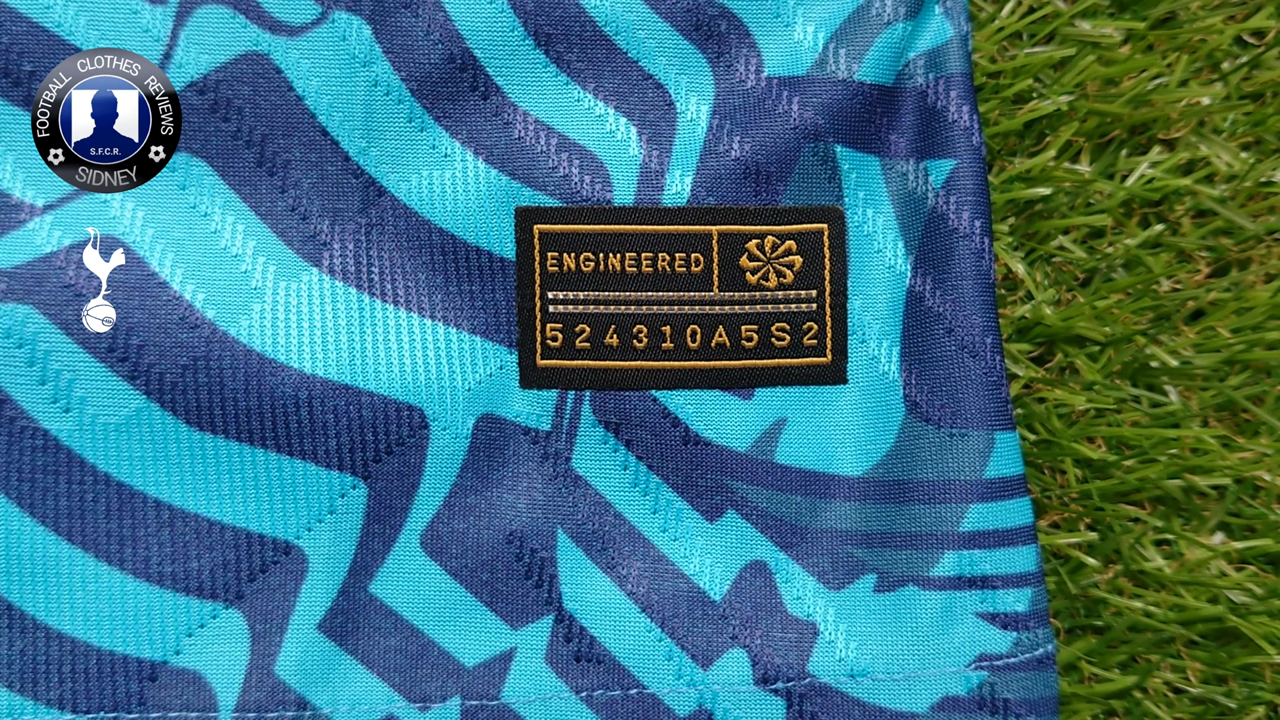 FOOTBALL CLOTHES REVIEWS
S.F.C.R.
SIDNEY
ENGINEERED
524310A5S2